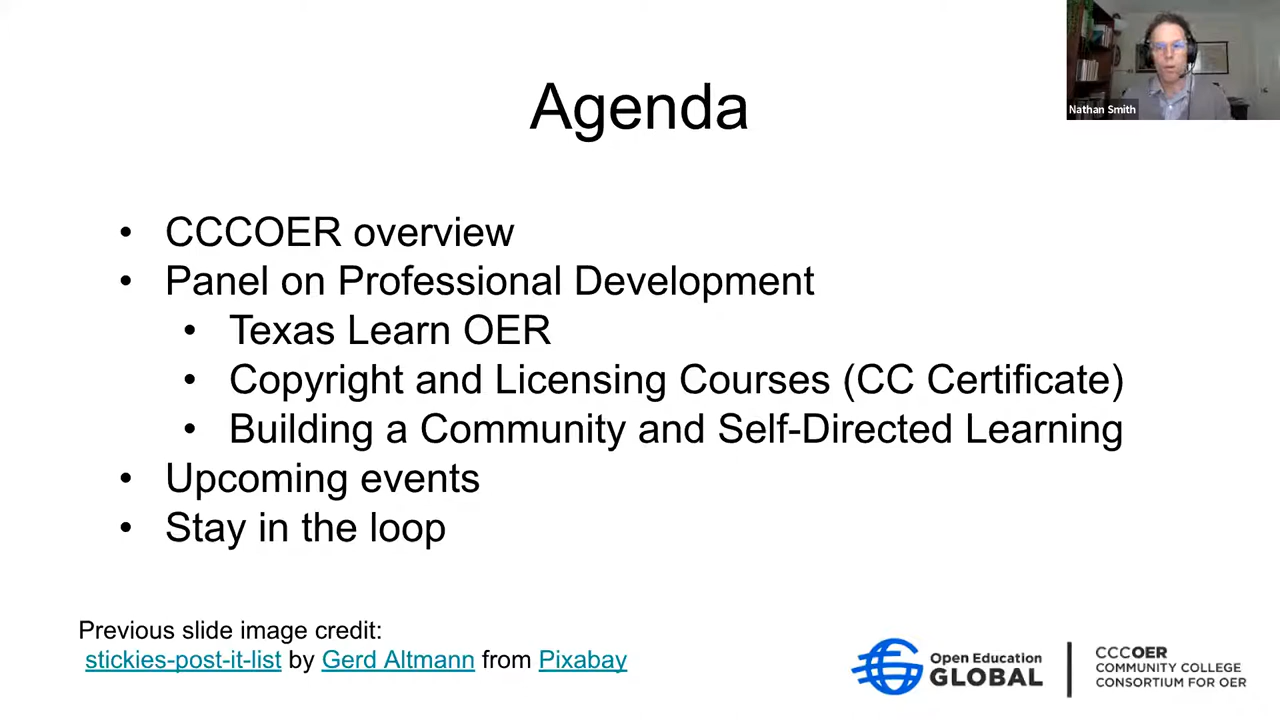 Nathan Smith
Agenda
• CCCOER overview
• Panel on Professional Development
• Texas Learn OER
• Copyright and Licensing Courses (CC Certificate)
• Building a Community and Self-Directed Learning
• Upcoming events
• Stay in the loop
Previous slide image credit:
stickies-post-it-list by Gerd Altmann from Pixabay
Open Education
GLOBAL
CCCOER
COMMUNITY COLLEGE
CONSORTIUM FOR OER